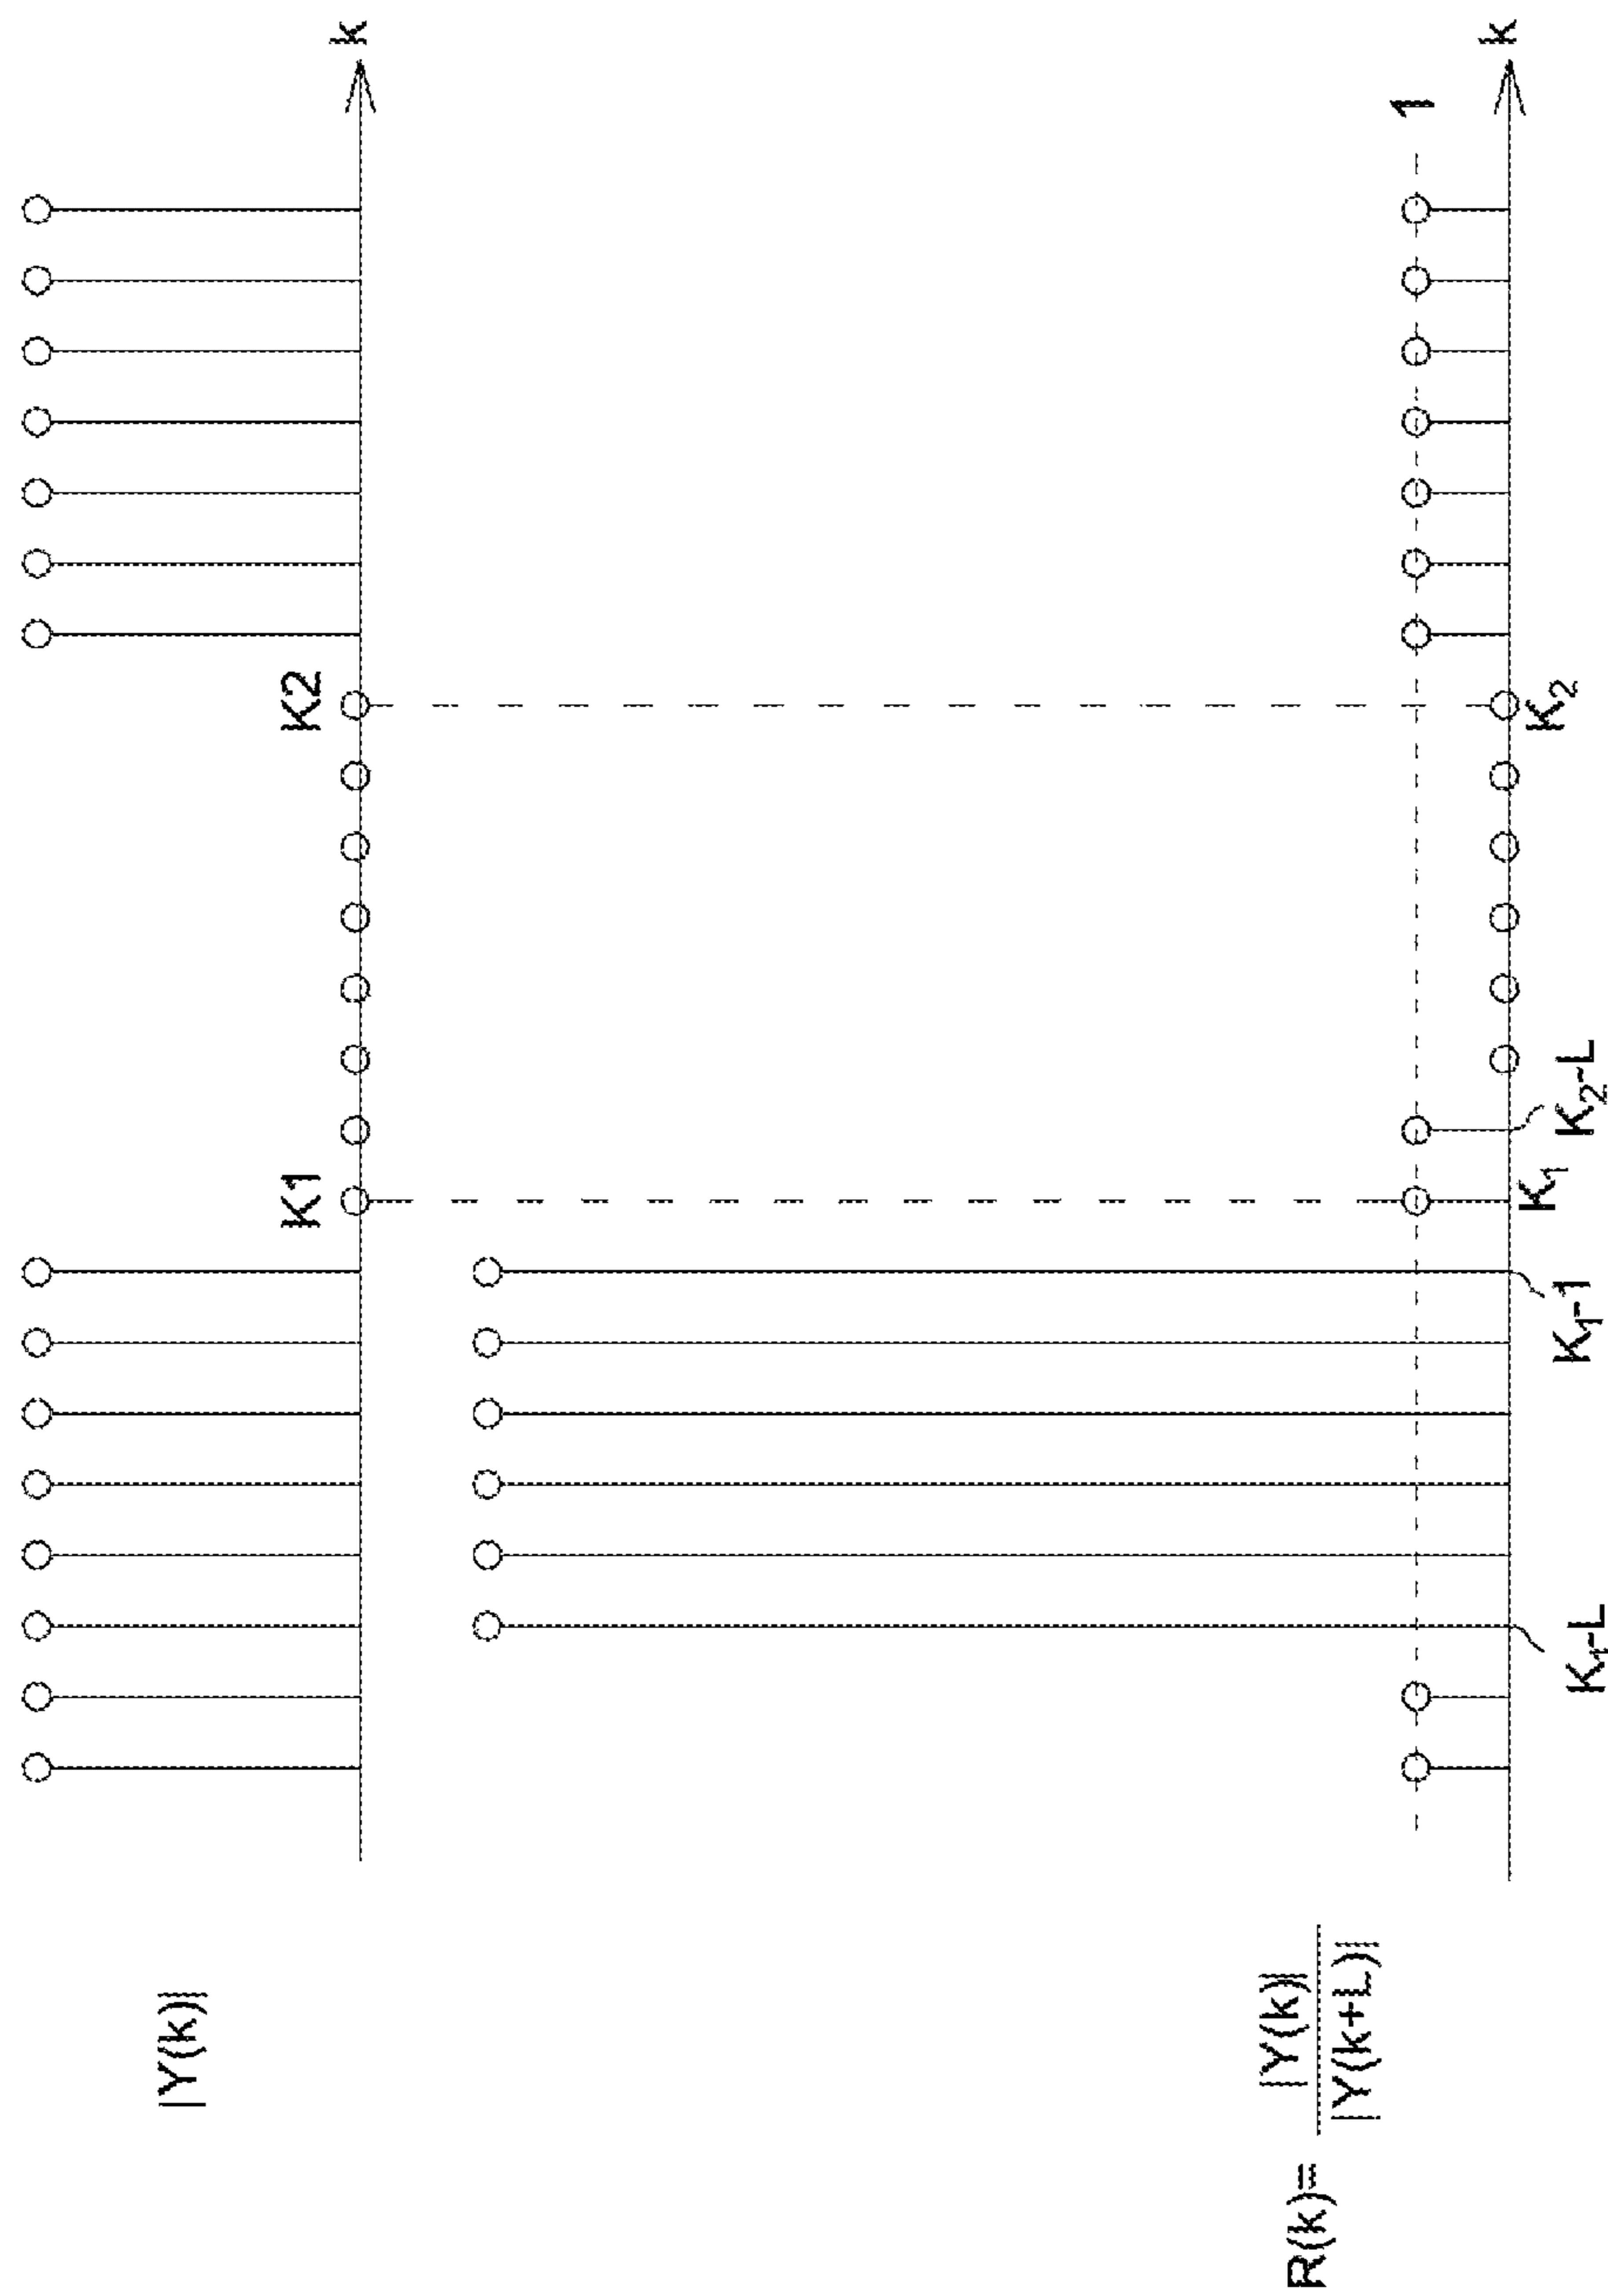 |Y(k)|
K1
K2
k
R(k)=
|Y(k)|
|Y(k+L)|
1
k
K₁-L
K₁-1
K₁
K₂-L
K₂